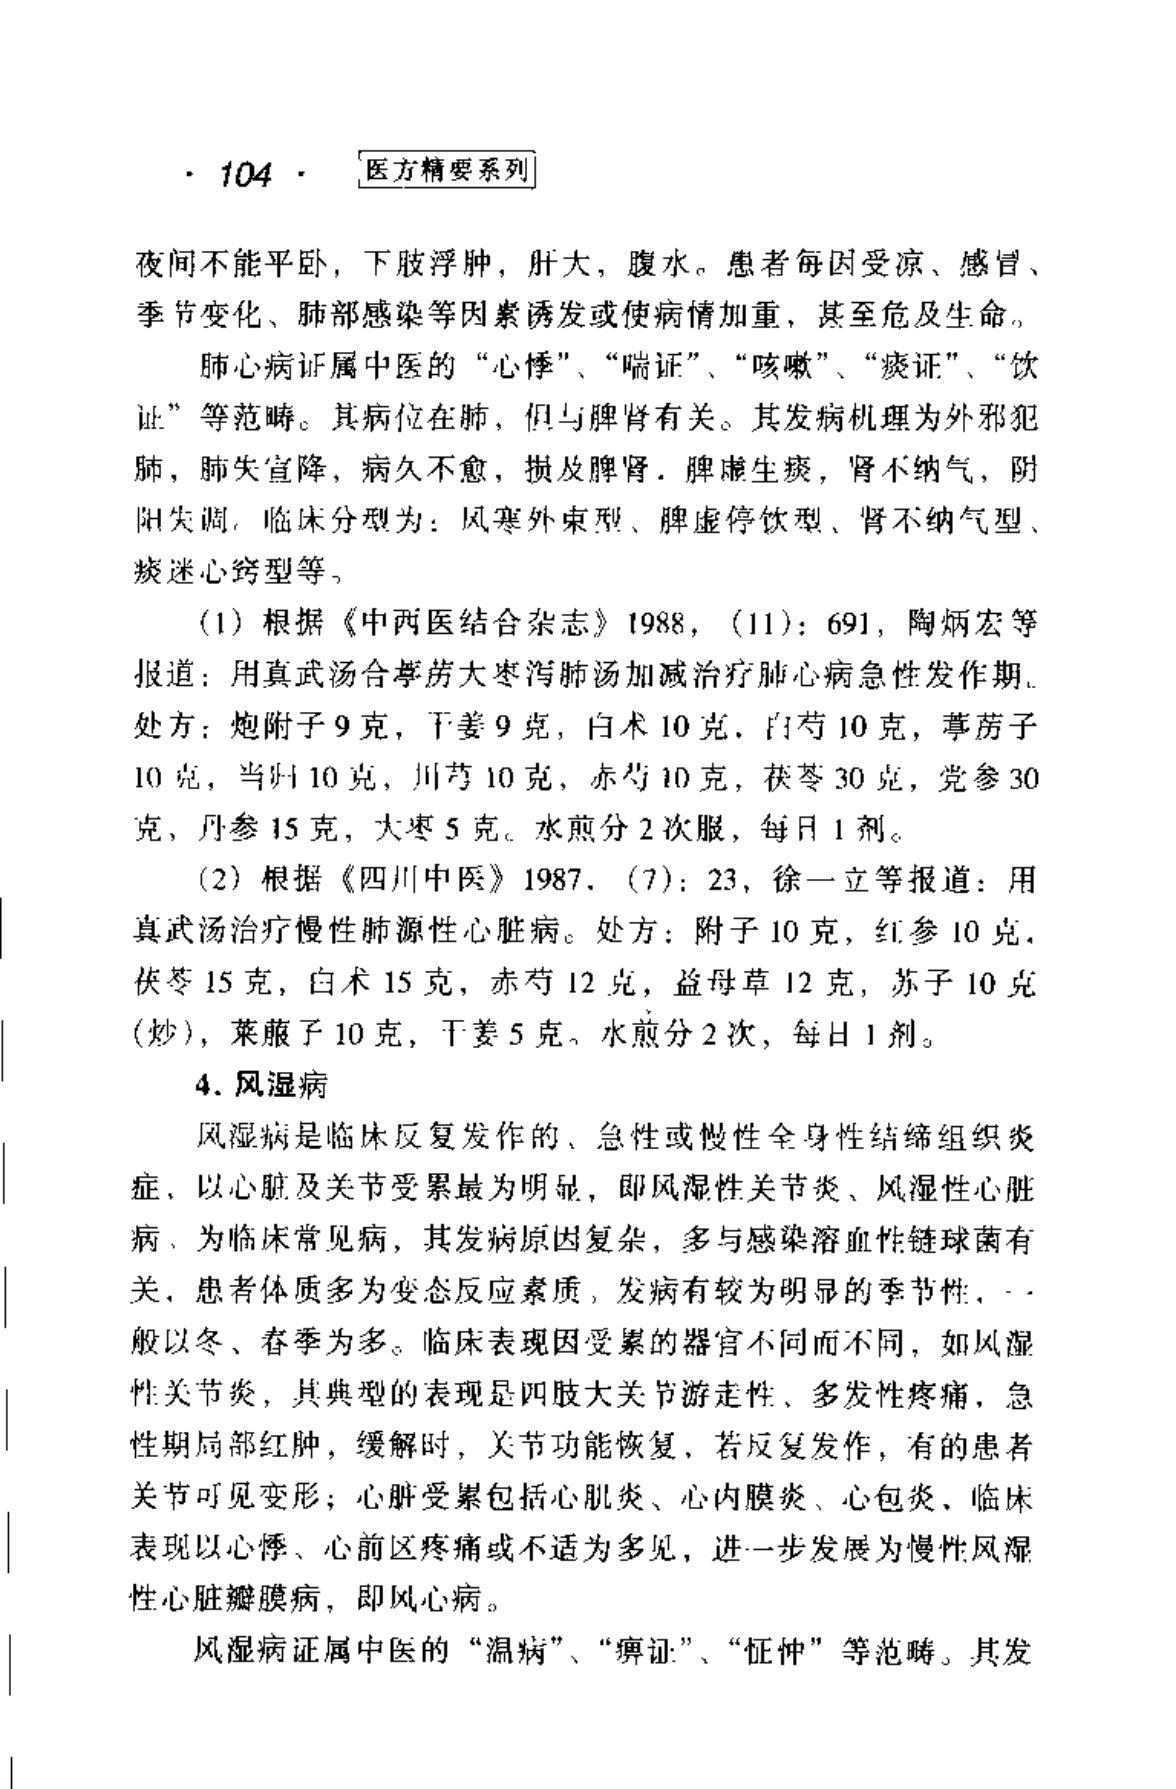 · 104 · 医方精要系列
夜间不能平卧，下肢浮肿，肝大，腹水。患者每因受凉、感冒、
季节变化、肺部感染等因素诱发或使病情加重，甚至危及生命。
肺心病证属中医的“心悸”、“喘证”、“咳嗽”、“痰证”、“饮
证”等范畴。其病位在肺，但与脾肾有关。其发病机理为外邪犯
肺，肺失宣降，病久不愈，损及脾肾．脾虚生痰，肾不纳气，阴
阳失调。临床分型为：风寒外束型、脾虚停饮型、肾不纳气型、
痰迷心窍型等。
(1) 根据《中西医结合杂志》1988，(11)：691，陶炳宏等
报道：用真武汤合葶苈大枣泻肺汤加减治疗肺心病急性发作期。
处方：炮附子 9 克，干姜 9 克，白术 10 克，白芍 10 克，葶苈子
10 克，当归 10 克，川芎 10 克，赤芍 10 克，茯苓 30 克，党参 30
克，丹参 15 克，大枣 5 克。水煎分 2 次服，每日 1 剂。
(2) 根据《四川中医》1987．(7)：23，徐一立等报道：用
真武汤治疗慢性肺源性心脏病。处方：附子 10 克，红参 10 克，
茯苓 15 克，白术 15 克，赤芍 12 克，益母草 12 克，苏子 10 克
(炒)，莱菔子 10 克，干姜 5 克。水煎分 2 次，每日 1 剂。
4. 风湿病
风湿病是临床反复发作的、急性或慢性全身性结缔组织炎
症，以心脏及关节受累最为明显，即风湿性关节炎、风湿性心脏
病、为临床常见病，其发病原因复杂，多与感染溶血性链球菌有
关，患者体质多为变态反应素质，发病有较为明显的季节性，一
般以冬、春季为多。临床表现因受累的器官不同而不同，如风湿
性关节炎，其典型的表现是四肢大关节游走性、多发性疼痛，急
性期局部红肿，缓解时，关节功能恢复，若反复发作，有的患者
关节可见变形；心脏受累包括心肌炎、心内膜炎、心包炎，临床
表现以心悸、心前区疼痛或不适为多见，进一步发展为慢性风湿
性心脏瓣膜病，即风心病。
风湿病证属中医的“温病”、“痹证”、“怔忡”等范畴。其发